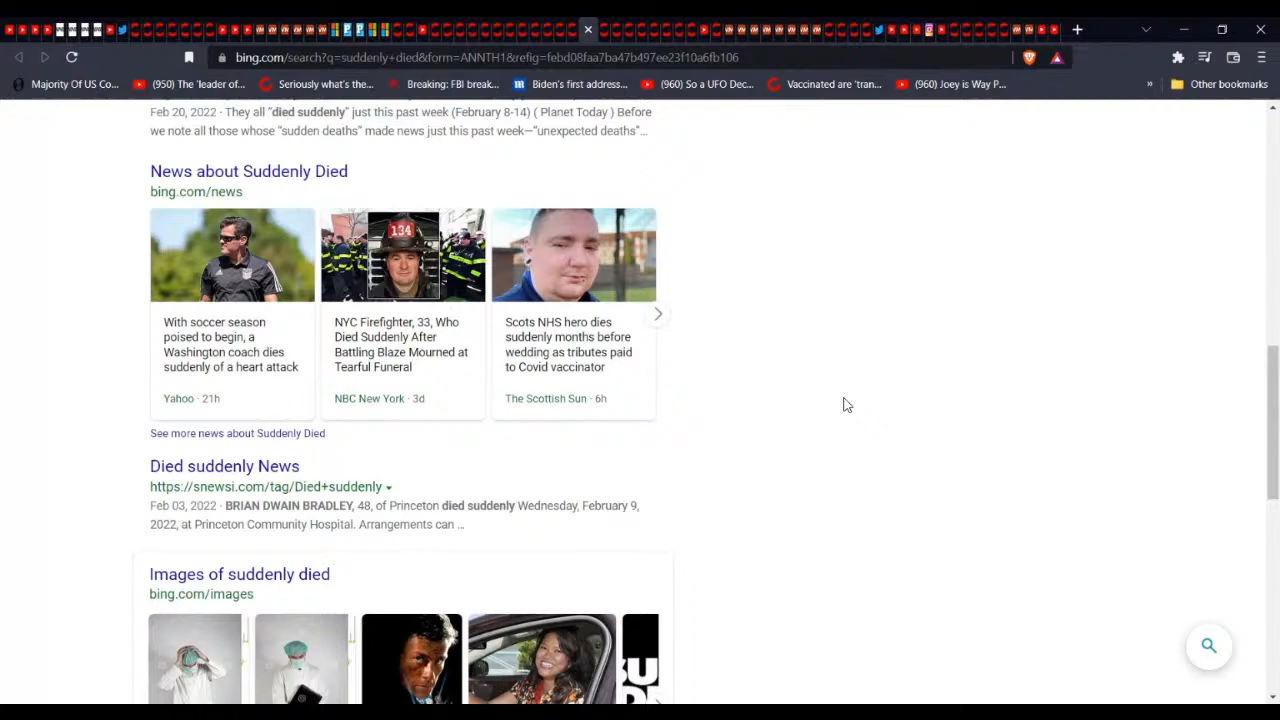 bing.com/search?q=suddenly+died&form=ANNTH1&refig=febd08faa7ba47b497ee23f10a6fb106
Majority Of US Co...
(950) The 'leader of...
Seriously what's the...
Breaking: FBI break...
Biden's first address...
(960) So a UFO Dec...
Vaccinated are 'tran...
(960) Joey is Way P...
»
Other bookmarks
Feb 20, 2022 · They all "died suddenly" just this past week (February 8-14) ( Planet Today ) Before
we note all those whose "sudden deaths" made news just this past week—"unexpected deaths"...
News about Suddenly Died
bing.com/news
134
With soccer season
poised to begin, a
Washington coach dies
suddenly of a heart attack
Yahoo · 21h
NYC Firefighter, 33, Who
Died Suddenly After
Battling Blaze Mourned at
Tearful Funeral
NBC New York · 3d
Scots NHS hero dies
suddenly months before
wedding as tributes paid
to Covid vaccinator
The Scottish Sun · 6h
See more news about Suddenly Died
Died suddenly News
https://snewsi.com/tag/Died+suddenly
Feb 03, 2022 · BRIAN DWAIN BRADLEY, 48, of Princeton died suddenly Wednesday, February 9,
2022, at Princeton Community Hospital. Arrangements can ...
Images of suddenly died
bing.com/images